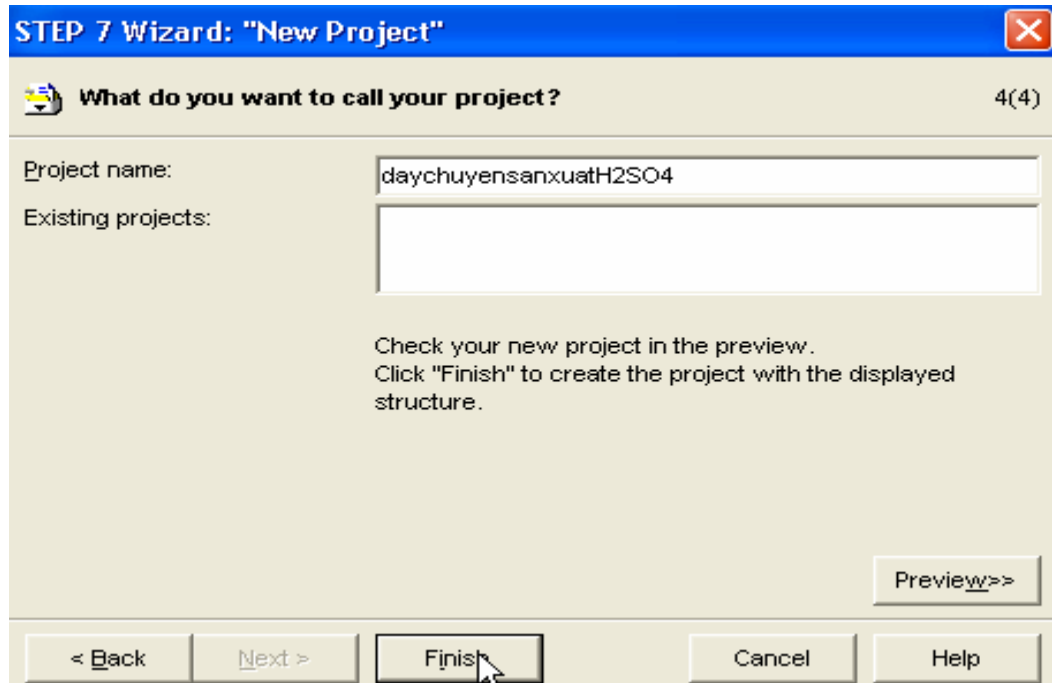 STEP 7 Wizard: "New Project"
What do you want to call your project? 4(4)
Project name: daychuyensanxuatH2SO4
Existing projects:
Check your new project in the preview.
Click "Finish" to create the project with the displayed
structure.
Preview>>
< Back Next > Finish Cancel Help